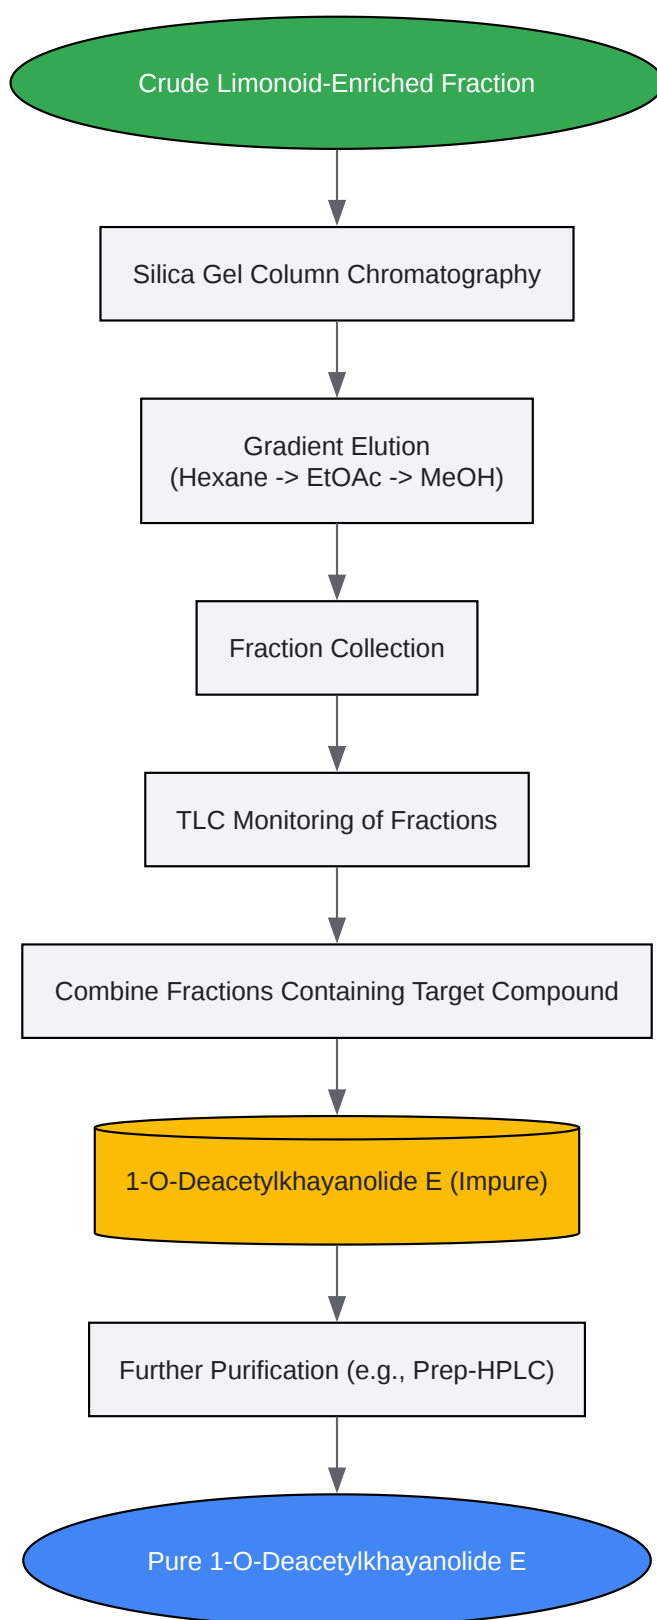 Crude Limonoid-Enriched Fraction
Silica Gel Column Chromatography
Gradient Elution
(Hexane -> EtOAc -> MeOH)
Fraction Collection
TLC Monitoring of Fractions
Combine Fractions Containing Target Compound
1-O-Deacetylkhayanolide E (Impure)
Further Purification (e.g., Prep-HPLC)
Pure 1-O-Deacetylkhayanolide E